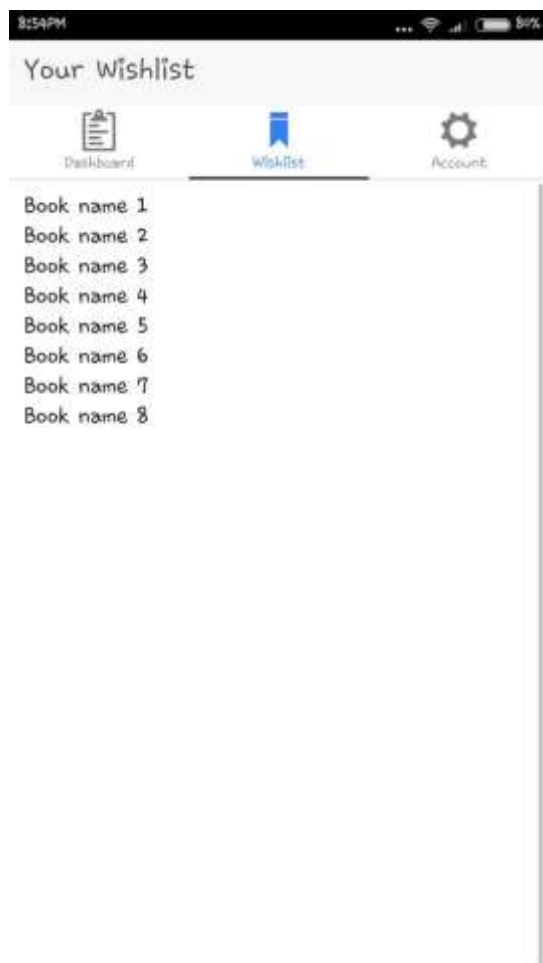 8:54PM ... 80%
Your Wishlist
Dashboard Wishlist Account
Book name 1
Book name 2
Book name 3
Book name 4
Book name 5
Book name 6
Book name 7
Book name 8